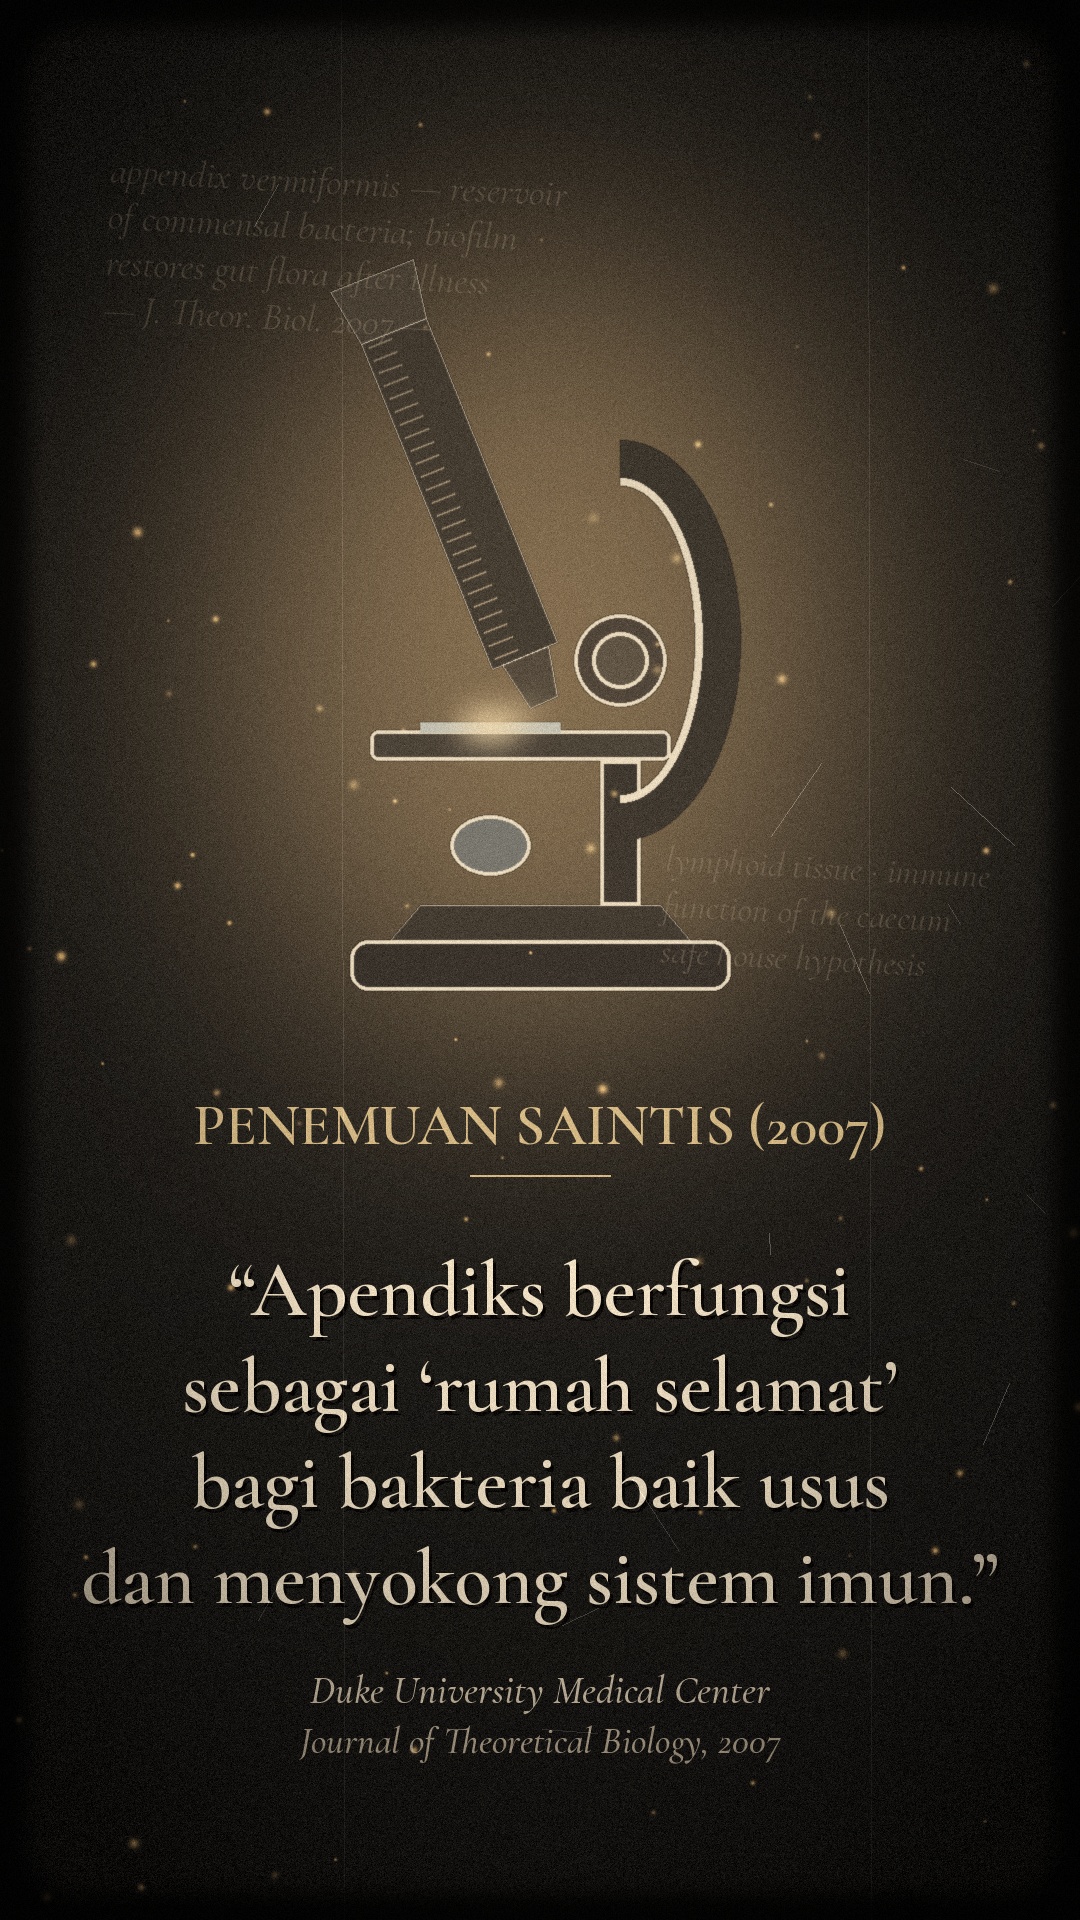 appendix vermiformis — reservoir
of commensal bacteria; biofilm
restores gut flora after illness
— J. Theor. Biol. 2007
lymphoid tissue · immune
function of the caecum
safe house hypothesis
PENEMUAN SAINTIS (2007)
“Apendiks berfungsi
sebagai ‘rumah selamat’
bagi bakteria baik usus
dan menyokong sistem imun.”
Duke University Medical Center
Journal of Theoretical Biology, 2007